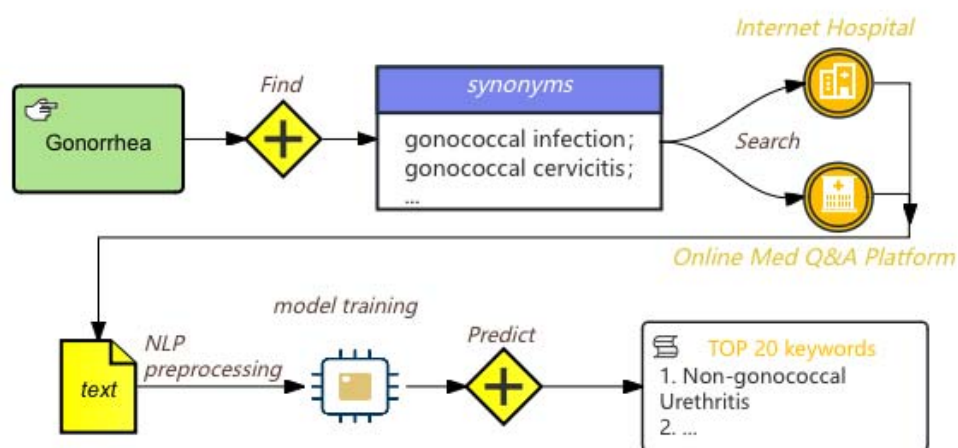 Internet Hospital
Find
synonyms
Gonorrhea
gonococcal infection;
gonococcal cervicitis;
...
Search
Online Med Q&A Platform
model training
NLP
preprocessing
Predict
text
TOP 20 keywords
1. Non-gonococcal
Urethritis
2. ...